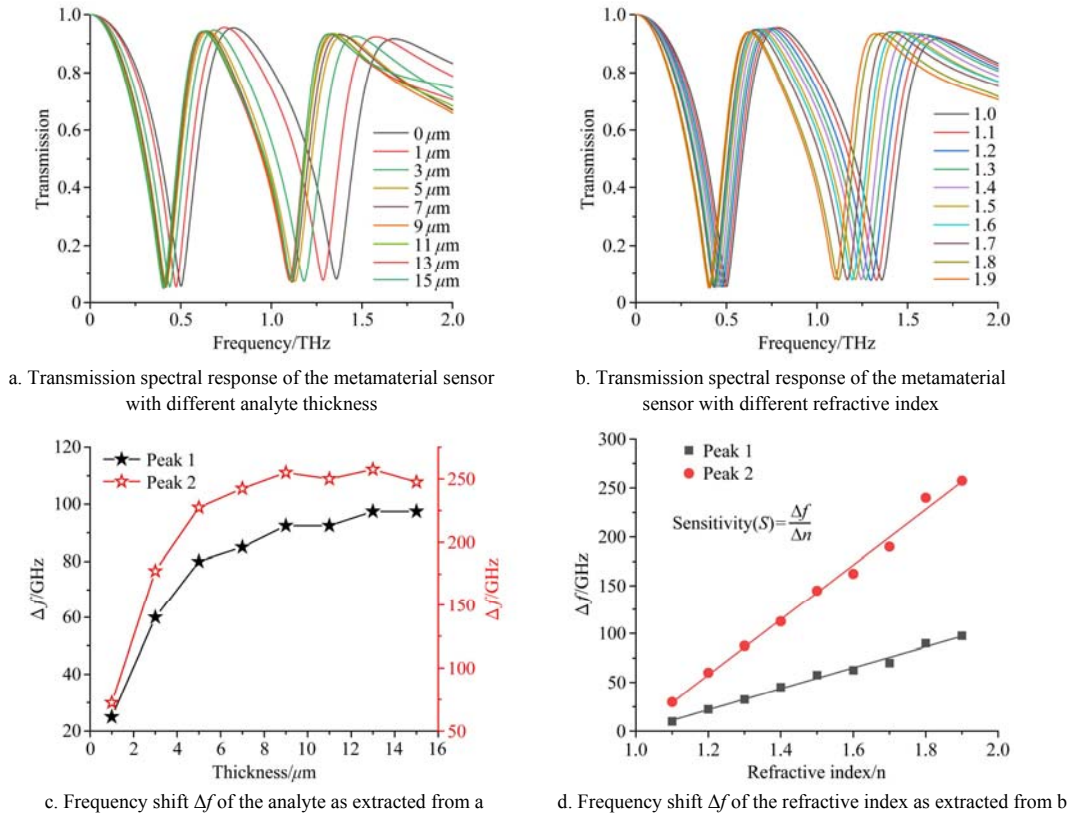 1.0
0.8
0.6
0.4
0.2
0
Transmission
0 μm
1 μm
3 μm
5 μm
7 μm
9 μm
11 μm
13 μm
15 μm
0
0.5
1.0
1.5
2.0
Frequency/THz
a. Transmission spectral response of the metamaterial sensor
with different analyte thickness
1.0
0.8
0.6
0.4
0.2
0
Transmission
1.0
1.1
1.2
1.3
1.4
1.5
1.6
1.7
1.8
1.9
0
0.5
1.0
1.5
2.0
Frequency/THz
b. Transmission spectral response of the metamaterial
sensor with different refractive index
120
100
80
60
40
20
Δf/GHz
Peak 1
Peak 2
250
200
150
100
50
Δf/GHz
0
2
4
6
8
10
12
14
16
Thickness/μm
c. Frequency shift Δf of the analyte as extracted from a
300
250
200
150
100
50
0
Δf/GHz
Peak 1
Peak 2
Sensitivity(S)=Δf/Δn
1.0
1.2
1.4
1.6
1.8
2.0
Refractive index/n
d. Frequency shift Δf of the refractive index as extracted from b